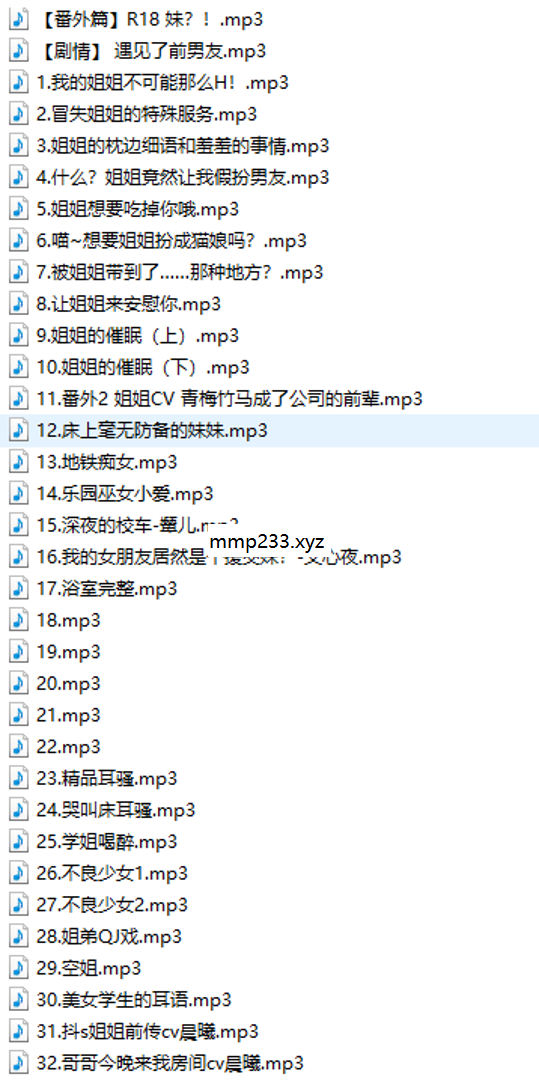 【番外篇】R18 妹？！.mp3
【剧情】 遇见了前男友.mp3
1.我的姐姐不可能那么H！.mp3
2.冒失姐姐的特殊服务.mp3
3.姐姐的枕边细语和羞羞的事情.mp3
4.什么？姐姐竟然让我假扮男友.mp3
5.姐姐想要吃掉你哦.mp3
6.喵~想要姐姐扮成猫娘吗？.mp3
7.被姐姐带到了……那种地方？.mp3
8.让姐姐来安慰你.mp3
9.姐姐的催眠（上）.mp3
10.姐姐的催眠（下）.mp3
11.番外2 姐姐CV 青梅竹马成了公司的前辈.mp3
12.床上毫无防备的妹妹.mp3
13.地铁痴女.mp3
14.乐园巫女小爱.mp3
15.深夜的校车-颦儿.mp3
mmp233.xyz
16.我的女朋友居然是 心夜.mp3
17.浴室完整.mp3
18.mp3
19.mp3
20.mp3
21.mp3
22.mp3
23.精品耳骚.mp3
24.哭叫床耳骚.mp3
25.学姐喝醉.mp3
26.不良少女1.mp3
27.不良少女2.mp3
28.姐弟QJ戏.mp3
29.空姐.mp3
30.美女学生的耳语.mp3
31.抖s姐姐前传cv晨曦.mp3
32.哥哥今晚来我房间cv晨曦.mp3